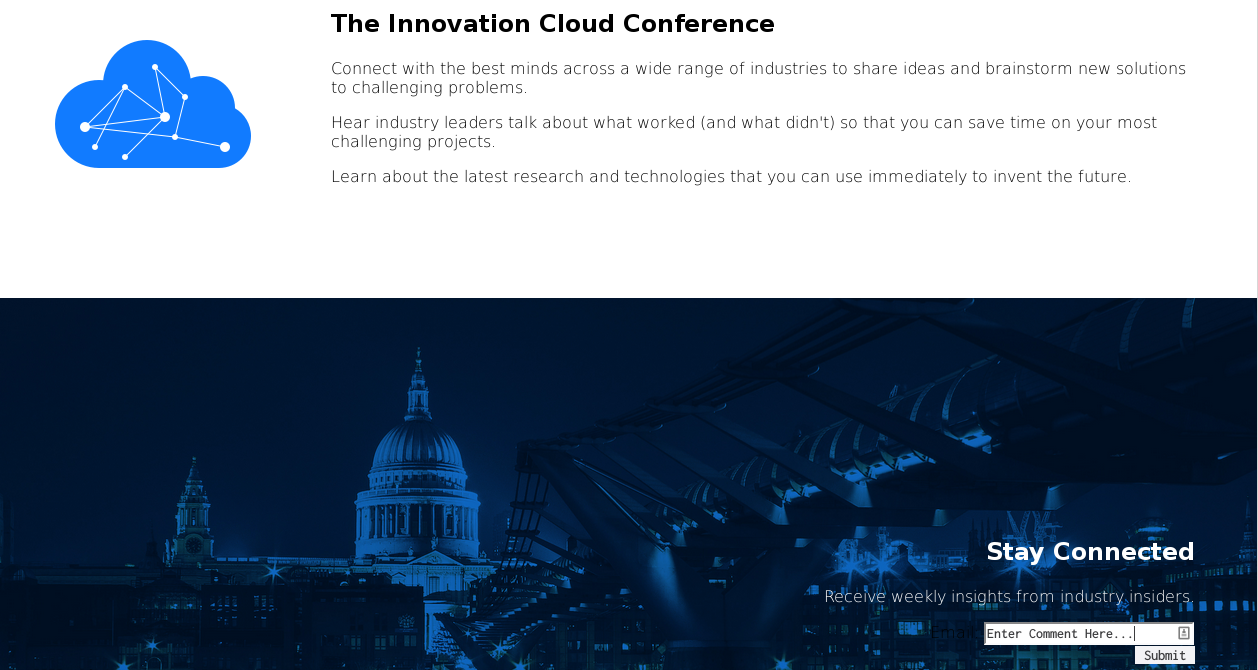 The Innovation Cloud Conference
Connect with the best minds across a wide range of industries to share ideas and brainstorm new solutions
to challenging problems.
Hear industry leaders talk about what worked (and what didn't) so that you can save time on your most
challenging projects.
Learn about the latest research and technologies that you can use immediately to invent the future.
Stay Connected
Receive weekly insights from industry insiders.
Enter Comment Here...
Submit